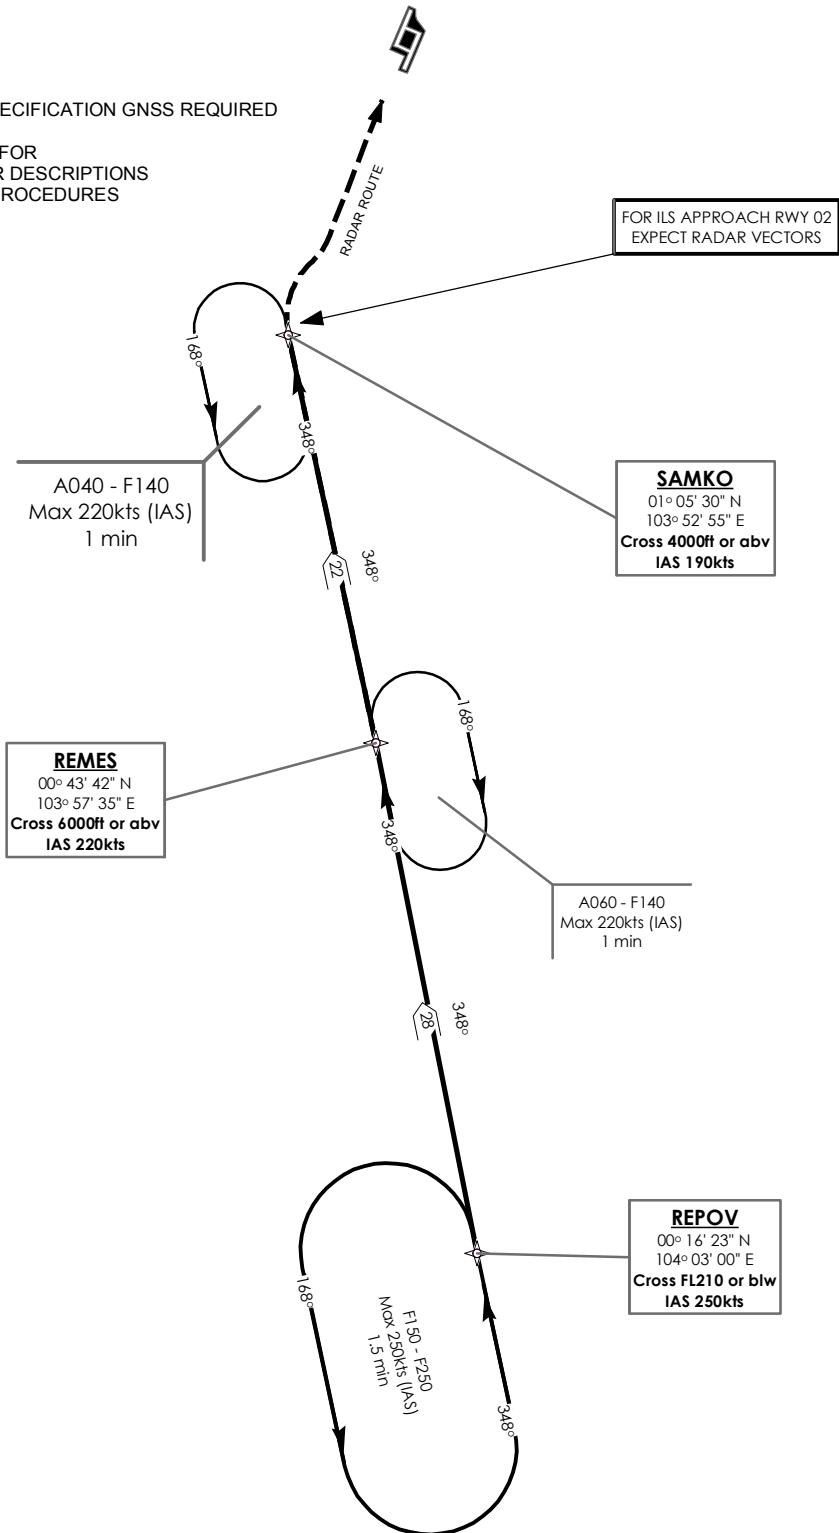 ECIFICATION GNSS REQUIRED
FOR
R DESCRIPTIONS
ROCEDURES
RADAR ROUTE
FOR ILS APPROACH RWY 02
EXPECT RADAR VECTORS
168°
348°
A040 - F140
Max 220kts (IAS)
1 min
SAMKO
01° 05' 30" N
103° 52' 55" E
Cross 4000ft or abv
IAS 190kts
22
348°
168°
REMES
00° 43' 42" N
103° 57' 35" E
Cross 6000ft or abv
IAS 220kts
348°
A060 - F140
Max 220kts (IAS)
1 min
28
348°
REPOV
00° 16' 23" N
104° 03' 00" E
Cross FL210 or blw
IAS 250kts
168°
F150 - F250
Max 250kts (IAS)
1.5 min
348°